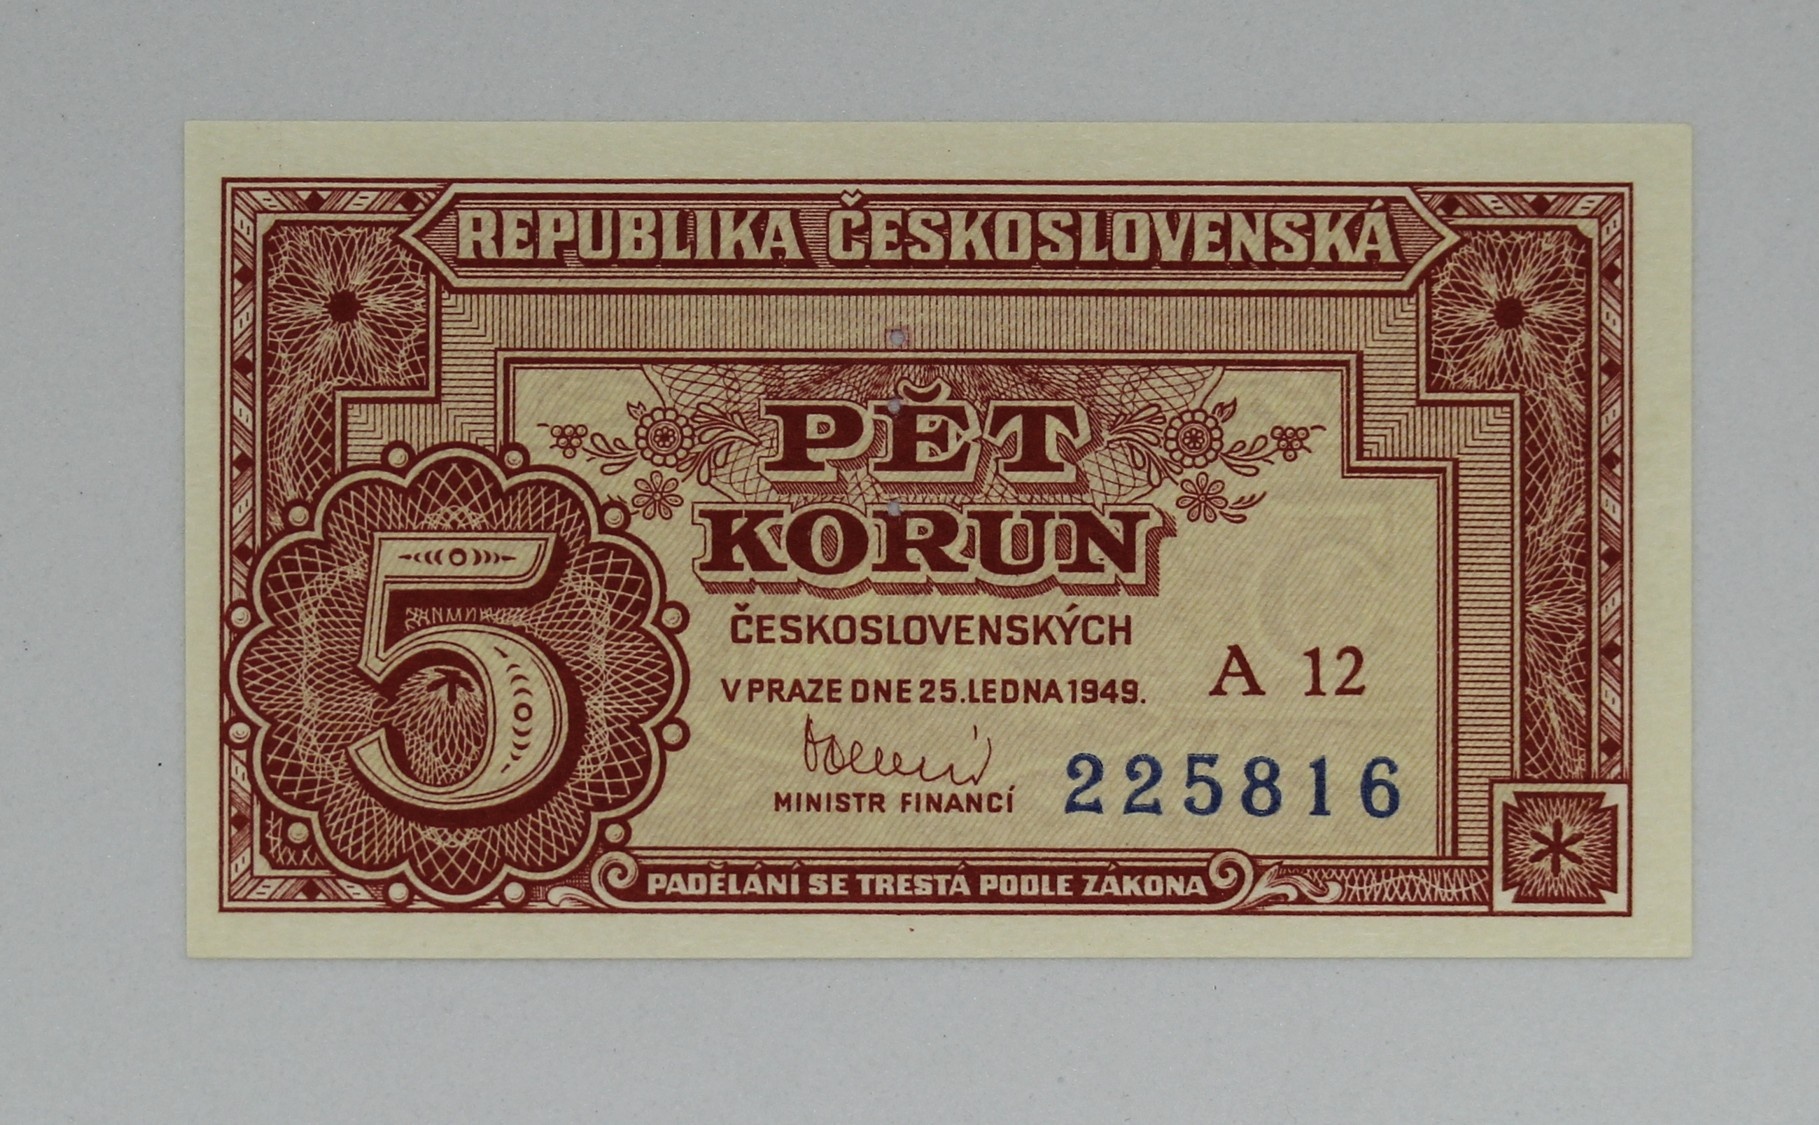 REPUBLIKA ČESKOSLOVENSKÁ
PĚT
KORUN
5
ČESKOSLOVENSKÝCH
V PRAZE DNE 25. LEDNA 1949.
A 12
MINISTR FINANCÍ
225816
PADĚLÁNÍ SE TRESTÁ PODLE ZÁKONA